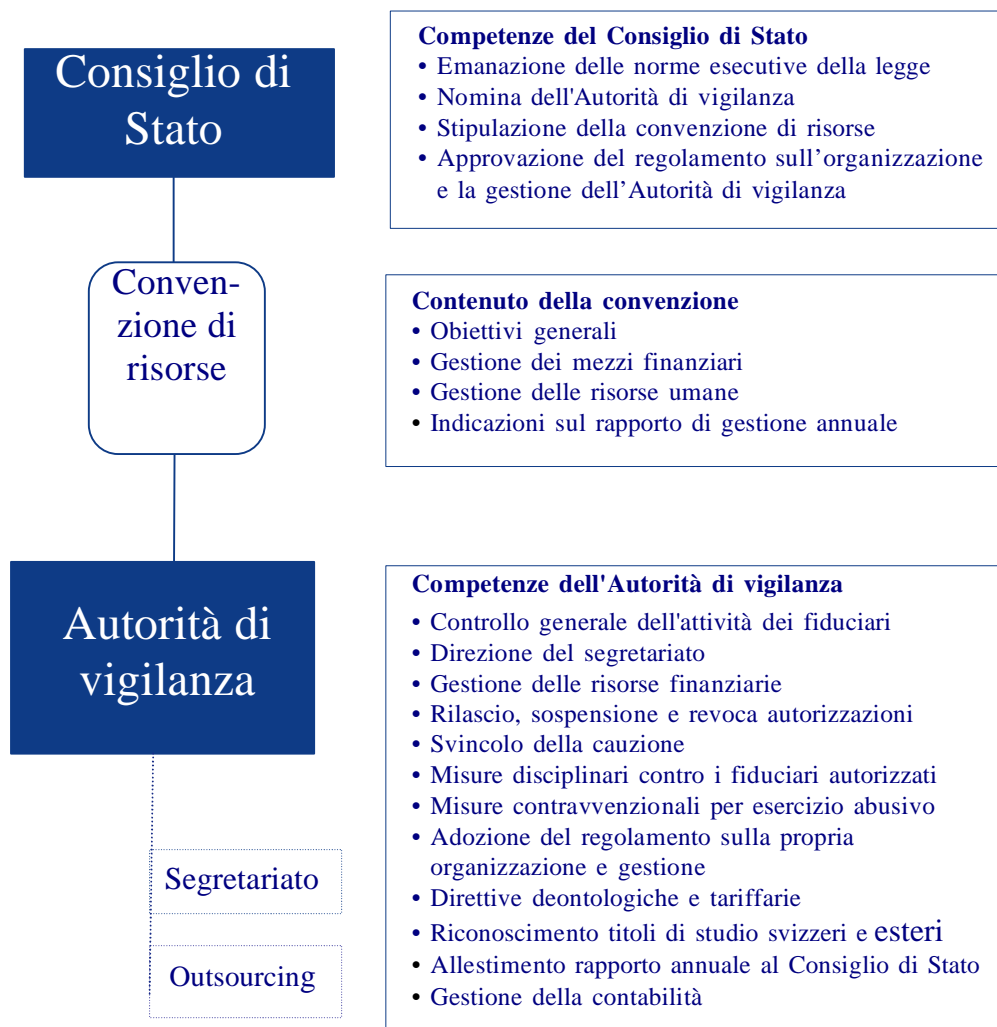 Consiglio di
Stato
Competenze del Consiglio di Stato
• Emanazione delle norme esecutive della legge
• Nomina dell'Autorità di vigilanza
• Stipulazione della convenzione di risorse
• Approvazione del regolamento sull’organizzazione
e la gestione dell’Autorità di vigilanza
Conven-
zione di
risorse
Contenuto della convenzione
• Obiettivi generali
• Gestione dei mezzi finanziari
• Gestione delle risorse umane
• Indicazioni sul rapporto di gestione annuale
Autorità di
vigilanza
Competenze dell'Autorità di vigilanza
• Controllo generale dell'attività dei fiduciari
• Direzione del segretariato
• Gestione delle risorse finanziarie
• Rilascio, sospensione e revoca autorizzazioni
• Svincolo della cauzione
• Misure disciplinari contro i fiduciari autorizzati
• Misure contravvenzionali per esercizio abusivo
• Adozione del regolamento sulla propria
organizzazione e gestione
• Direttive deontologiche e tariffarie
• Riconoscimento titoli di studio svizzeri e esteri
• Allestimento rapporto annuale al Consiglio di Stato
• Gestione della contabilità
Segretariato
Outsourcing